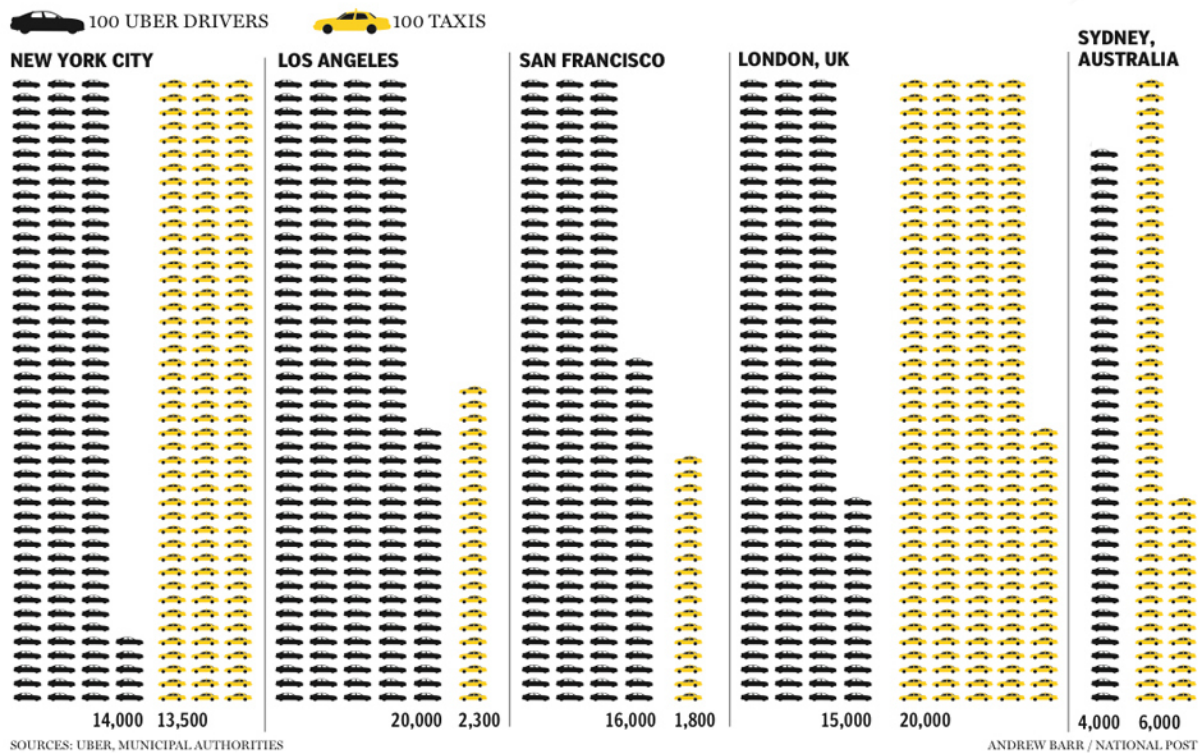 100 UBER DRIVERS
100 TAXIS
NEW YORK CITY
LOS ANGELES
SAN FRANCISCO
LONDON, UK
SYDNEY,
AUSTRALIA
14,000 13,500
20,000 2,300
16,000 1,800
15,000 20,000
4,000 6,000
SOURCES: UBER, MUNICIPAL AUTHORITIES
ANDREW BARR / NATIONAL POST